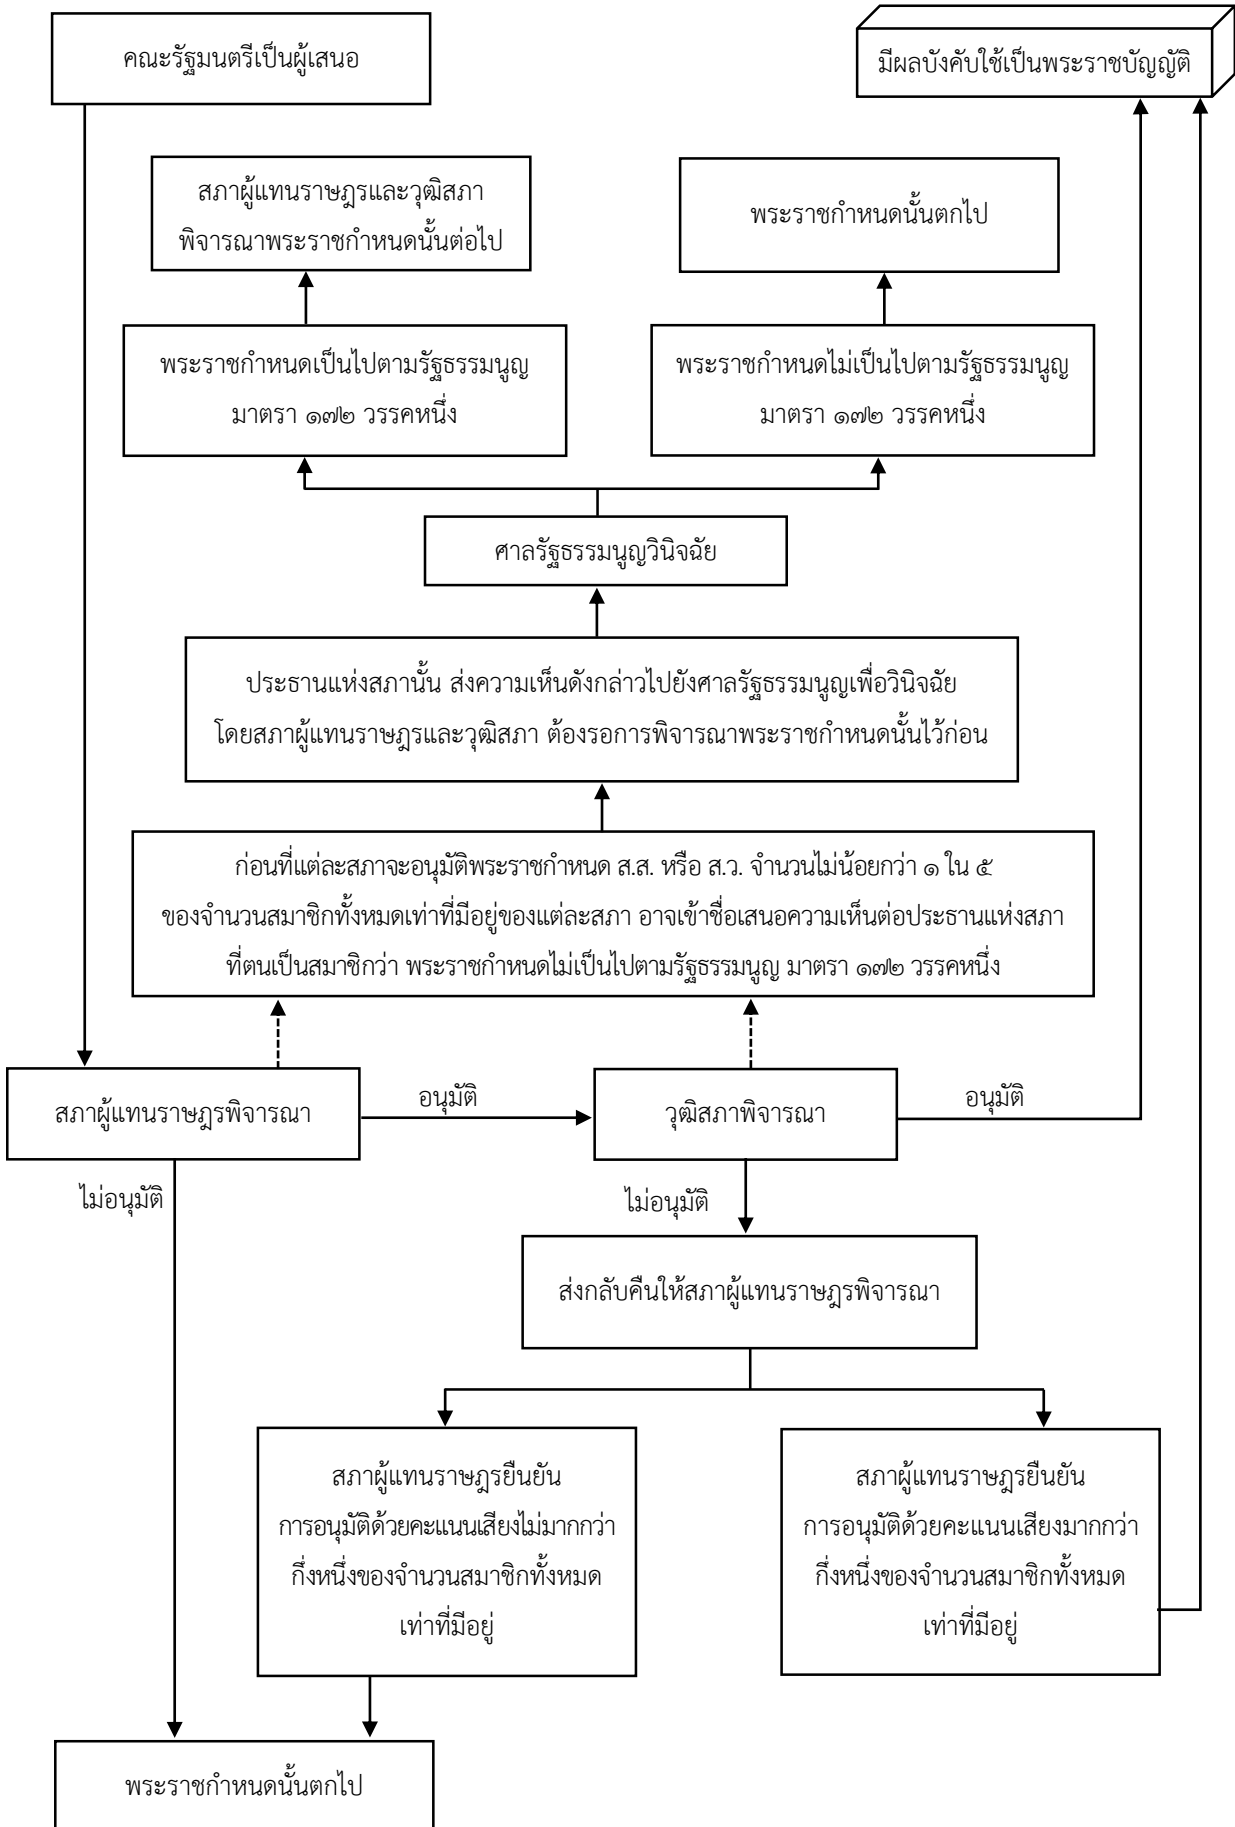 คณะรัฐมนตรีเป็นผู้เสนอ
มีผลบังคับใช้เป็นพระราชบัญญัติ
สภาผู้แทนราษฎรและวุฒิสภา
พิจารณาพระราชกำหนดนั้นต่อไป
พระราชกำหนดนั้นตกไป
พระราชกำหนดเป็นไปตามรัฐธรรมนูญ
มาตรา ๑๗๒ วรรคหนึ่ง
พระราชกำหนดไม่เป็นไปตามรัฐธรรมนูญ
มาตรา ๑๗๒ วรรคหนึ่ง
ศาลรัฐธรรมนูญวินิจฉัย
ประธานแห่งสภานั้น ส่งความเห็นดังกล่าวไปยังศาลรัฐธรรมนูญเพื่อวินิจฉัย
โดยสภาผู้แทนราษฎรและวุฒิสภา ต้องรอการพิจารณาพระราชกำหนดนั้นไว้ก่อน
ก่อนที่แต่ละสภาจะอนุมัติพระราชกำหนด ส.ส. หรือ ส.ว. จำนวนไม่น้อยกว่า ๑ ใน ๕
ของจำนวนสมาชิกทั้งหมดเท่าที่มีอยู่ของแต่ละสภา อาจเข้าชื่อเสนอความเห็นต่อประธานแห่งสภา
ที่ตนเป็นสมาชิกว่า พระราชกำหนดไม่เป็นไปตามรัฐธรรมนูญ มาตรา ๑๗๒ วรรคหนึ่ง
สภาผู้แทนราษฎรพิจารณา
อนุมัติ
วุฒิสภาพิจารณา
อนุมัติ
ไม่อนุมัติ
ไม่อนุมัติ
ส่งกลับคืนให้สภาผู้แทนราษฎรพิจารณา
สภาผู้แทนราษฎรยืนยัน
การอนุมัติด้วยคะแนนเสียงไม่มากกว่า
กึ่งหนึ่งของจำนวนสมาชิกทั้งหมด
เท่าที่มีอยู่
สภาผู้แทนราษฎรยืนยัน
การอนุมัติด้วยคะแนนเสียงมากกว่า
กึ่งหนึ่งของจำนวนสมาชิกทั้งหมด
เท่าที่มีอยู่
พระราชกำหนดนั้นตกไป